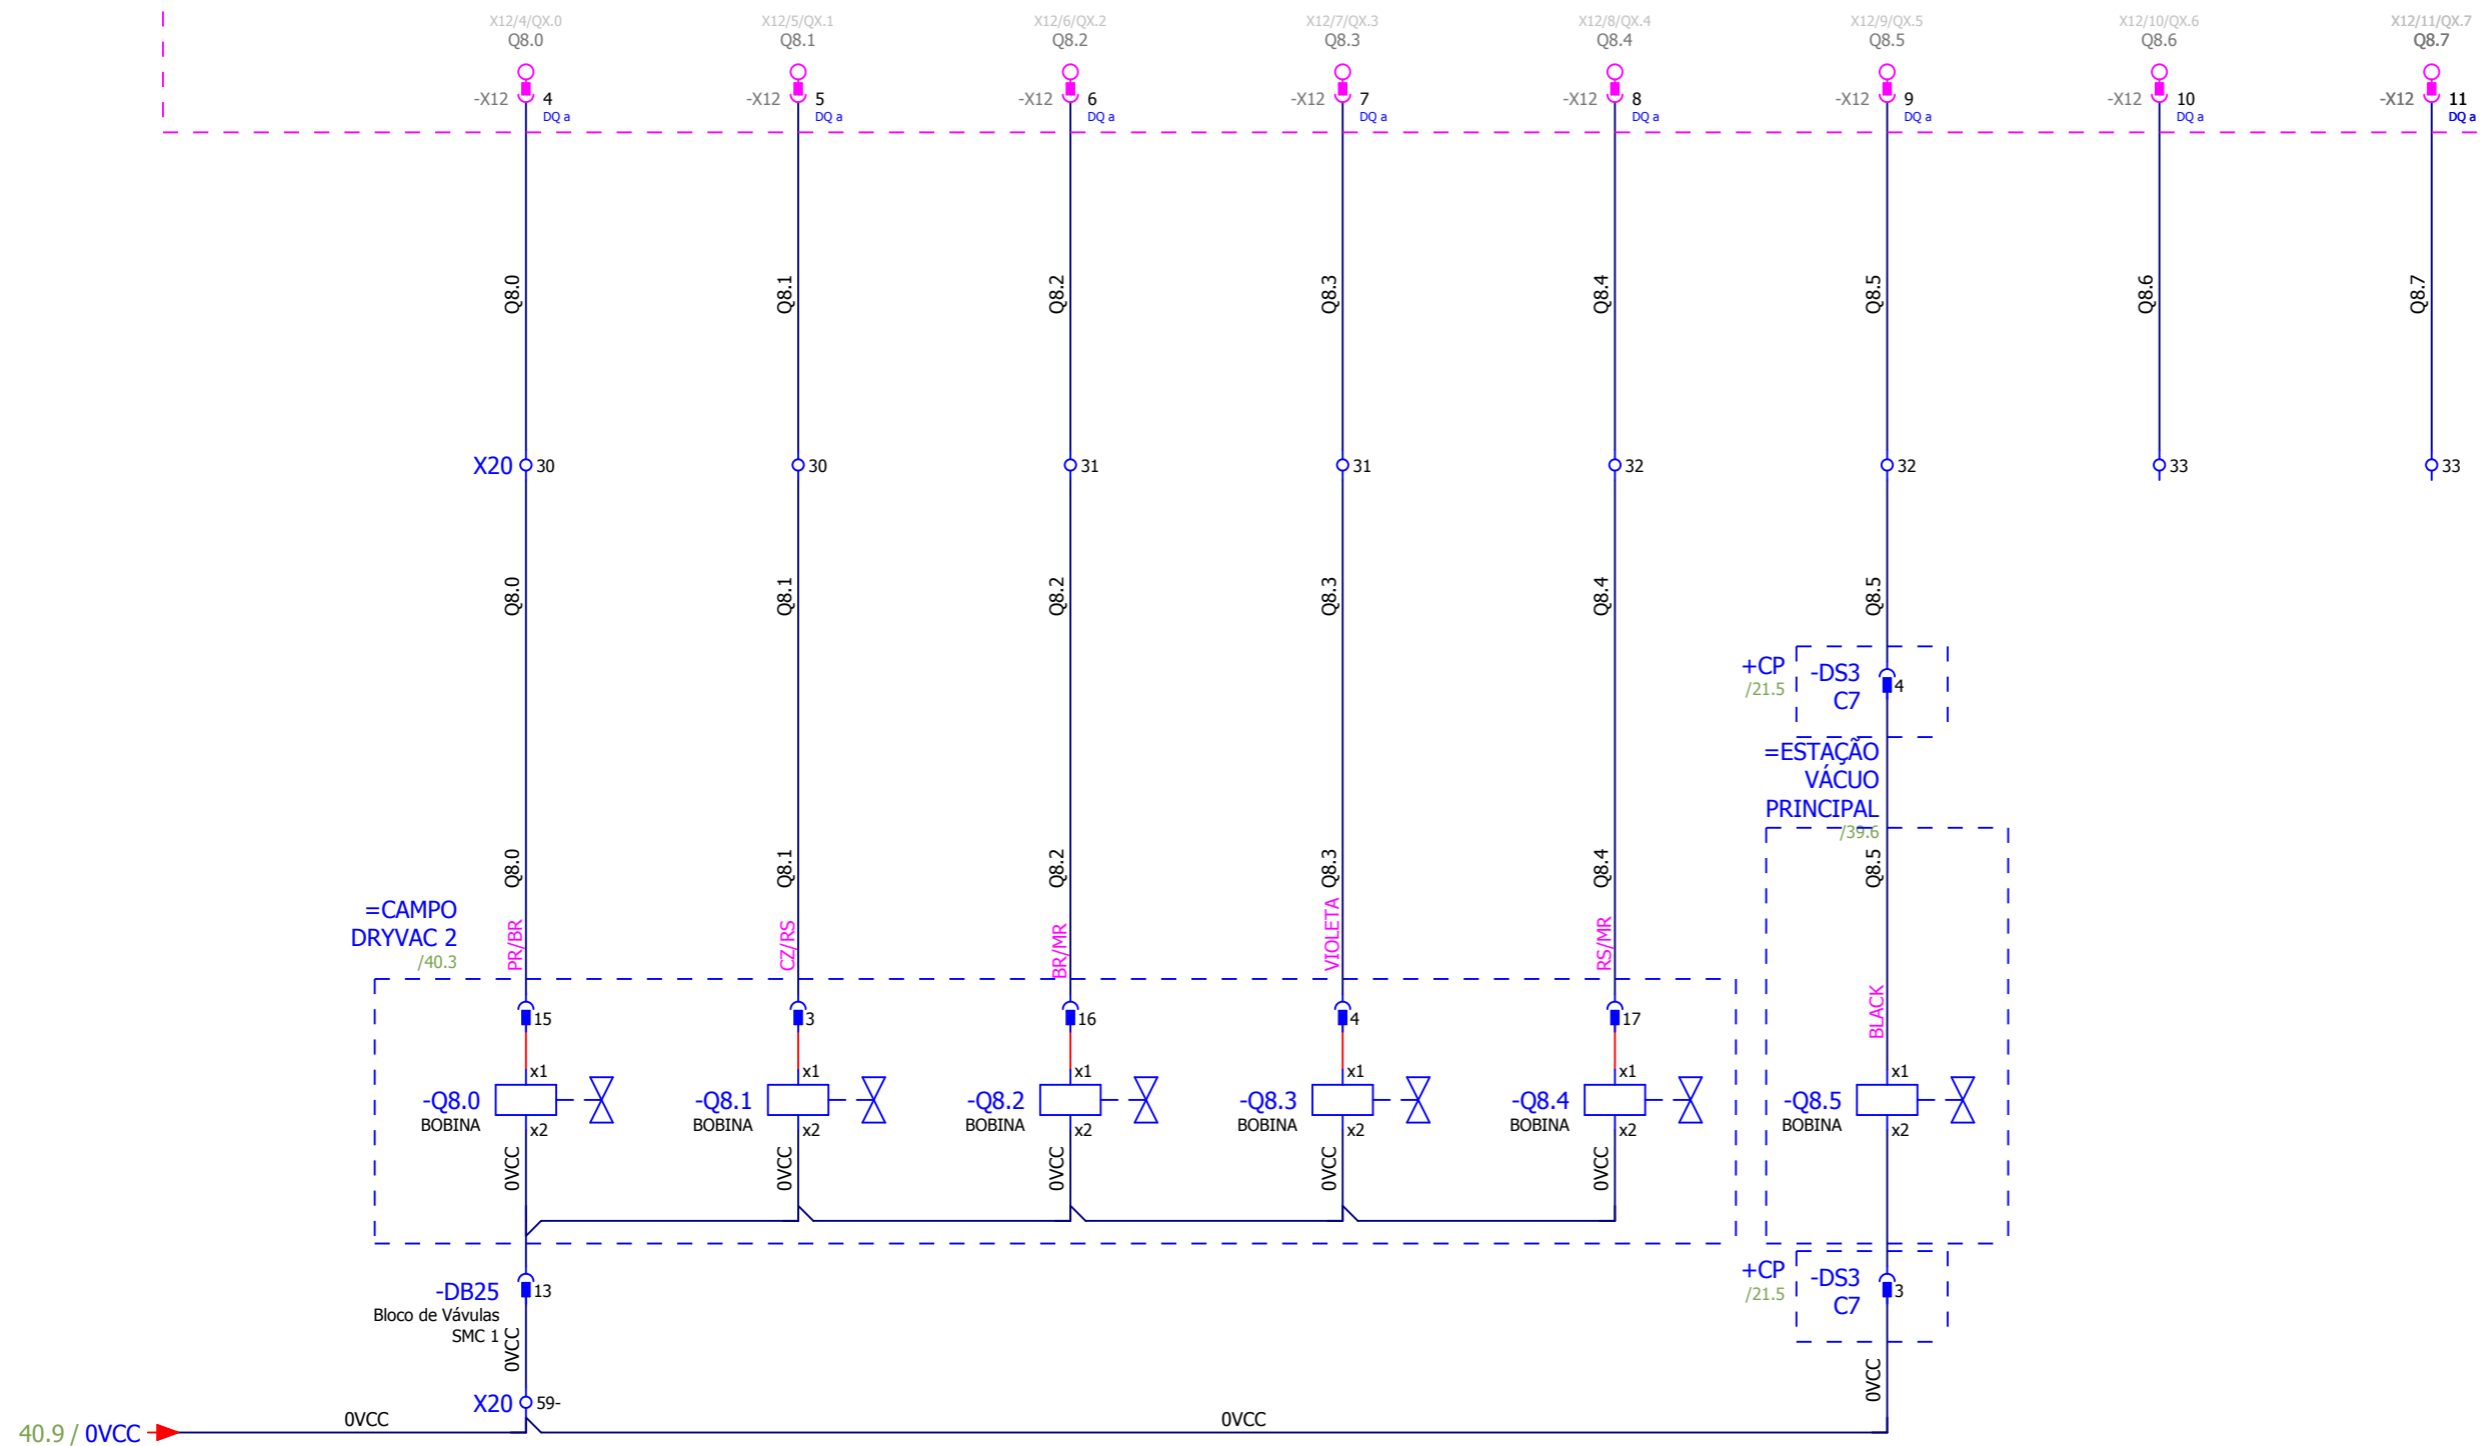 X12/4/QX.0 X12/5/QX.1 X12/6/QX.2 X12/7/QX.3 X12/8/QX.4 X12/9/QX.5 X12/10/QX.6 X12/11/QX.7
Q8.0 Q8.1 Q8.2 Q8.3 Q8.4 Q8.5 Q8.6 Q8.7
-X12 4 -X12 5 -X12 6 -X12 7 -X12 8 -X12 9 -X12 10 -X12 11
DQ a DQ a DQ a DQ a DQ a DQ a DQ a DQ a
Q8.0 Q8.1 Q8.2 Q8.3 Q8.4 Q8.5 Q8.6 Q8.7
X20 30 30 31 31 32 32 33 33
Q8.0 Q8.1 Q8.2 Q8.3 Q8.4 Q8.5
+CP -DS3 4
/21.5 C7
=ESTAÇÃO
VÁCUO
PRINCIPAL
/39.6
Q8.0 Q8.1 Q8.2 Q8.3 Q8.4 Q8.5
=CAMPO
DRYVAC 2
/40.3
PR/BR CZ/RS BR/MR VIOLETA RS/MR BLACK
15 3 16 4 17
x1 x1 x1 x1 x1 x1
-Q8.0 -Q8.1 -Q8.2 -Q8.3 -Q8.4 -Q8.5
BOBINA BOBINA BOBINA BOBINA BOBINA BOBINA
x2 x2 x2 x2 x2 x2
0VCC 0VCC 0VCC 0VCC 0VCC
-DB25 13
Bloco de Vávulas
SMC 1
0VCC
+CP -DS3 3
/21.5 C7
0VCC
X20 59-
0VCC 0VCC
40.9 / 0VCC